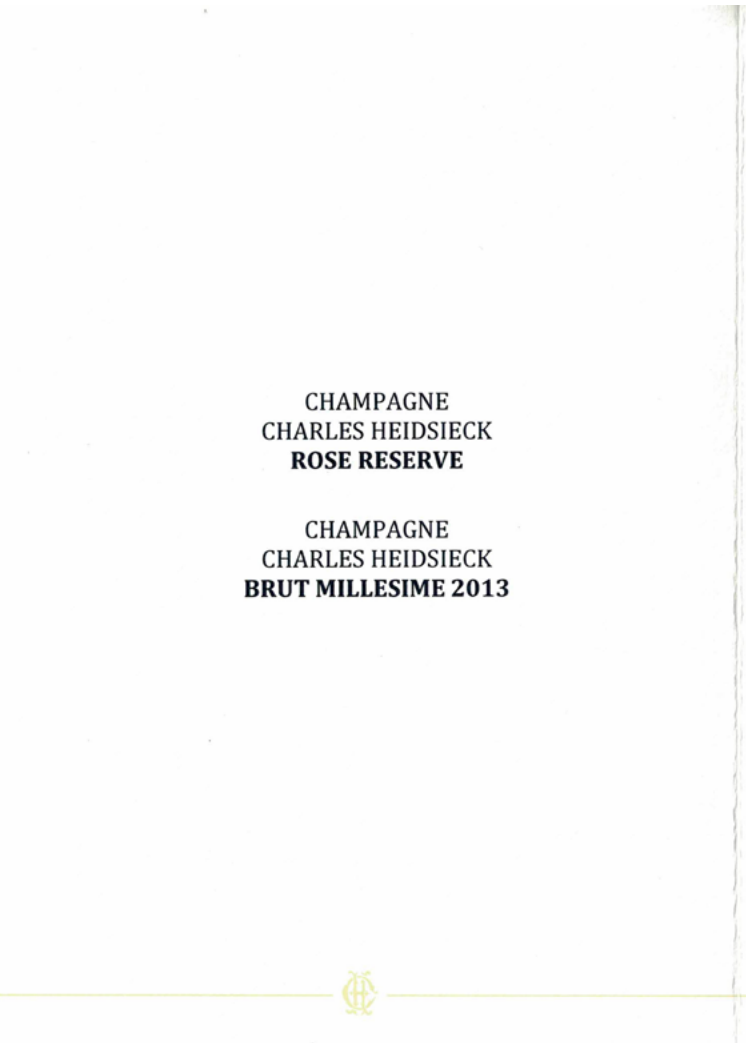 CHAMPAGNE
CHARLES HEIDSIECK
ROSE RESERVE
CHAMPAGNE
CHARLES HEIDSIECK
BRUT MILLESIME 2013